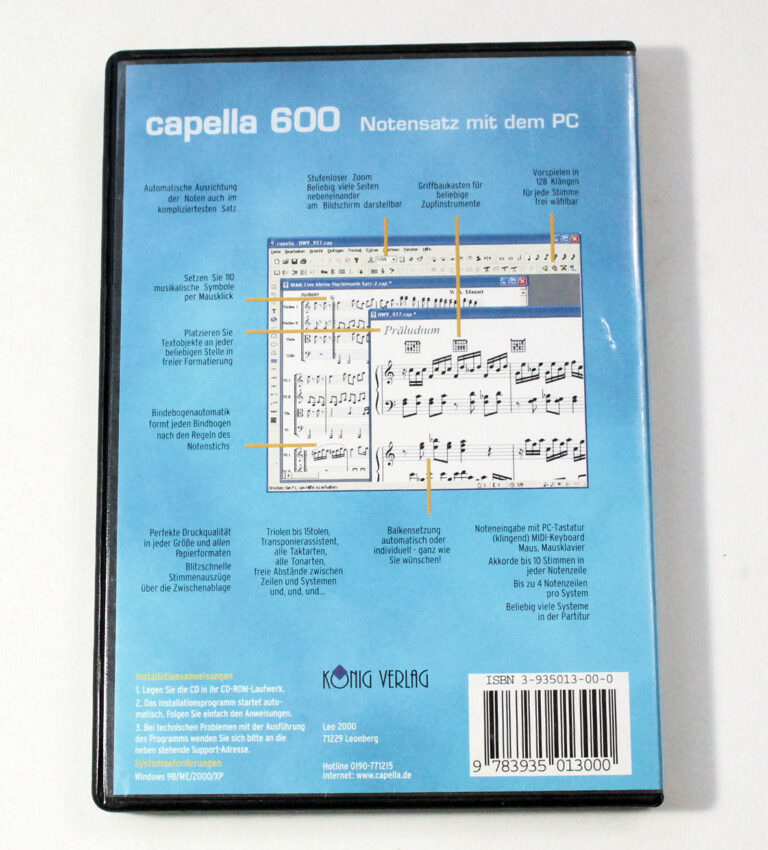 capella 600 Notensatz mit dem PC
Automatische Ausrichtung
der Noten auch im
kompliziertesten Satz
Stufenloser Zoom
Beliebig viele Seiten
nebeneinander
am Bildschirm darstellbar
Griffbaukasten für
beliebige
Zupfinstrumente
Vorspielen in
128 Klängen
für jede Stimme
frei wählbar
Setzen Sie 110
musikalische Symbole
per Mausklick
Platzieren Sie
Textobjekte an jeder
beliebigen Stelle in
freier Formatierung
Bindebogenautomatik
formt jeden Bindbogen
nach den Regeln des
Notenstichs
Präludium
Perfekte Druckqualität
in jeder Größe und allen
Papierformaten
Blitzschnelle
Stimmenauszüge
über die Zwischenablage
Triolen bis 15tolen,
Transponierassistent,
alle Taktarten,
alle Tonarten,
freie Abstände zwischen
Zeilen und Systemen
und, und, und...
Balkensetzung
automatisch oder
individuell - ganz wie
Sie wünschen!
Noteneingabe mit PC-Tastatur
(klingend) MIDI-Keyboard
Maus, Mausklavier
Akkorde bis 10 Stimmen in
jeder Notenzeile
Bis zu 4 Notenzeilen
pro System
Beliebig viele Systeme
in der Partitur
Installationsanweisungen
1. Legen Sie die CD in Ihr CD-ROM-Laufwerk.
2. Das Installationsprogramm startet auto-
matisch. Folgen Sie einfach den Anweisungen.
3. Bei technischen Problemen mit der Ausführung
des Programms wenden Sie sich bitte an die
neben stehende Support-Adresse.
Systemanforderungen
Windows 98/ME/2000/XP
KÖNIG VERLAG
Leo 2000
71229 Leonberg
Hotline 0190-771215
Internet: www.capella.de
ISBN 3-935013-00-0
9 783935 013000